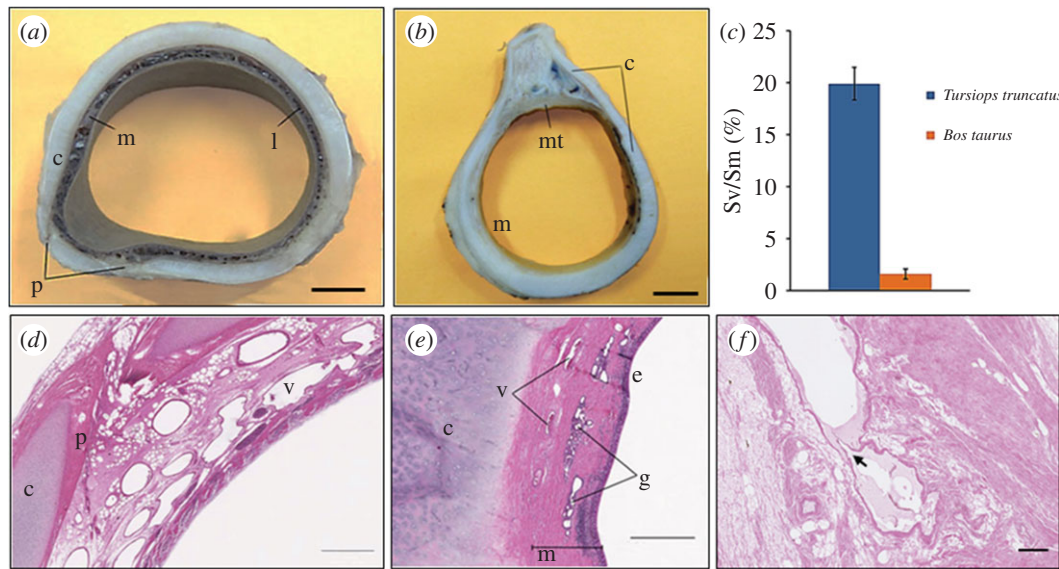 (a)
c
m
l
p
(b)
c
mt
m
(c)
25
20
15
10
5
0
Sv/Sm (%)
Tursiops truncatus
Bos taurus
(d)
v
p
c
(e)
v
e
c
g
m
(f)